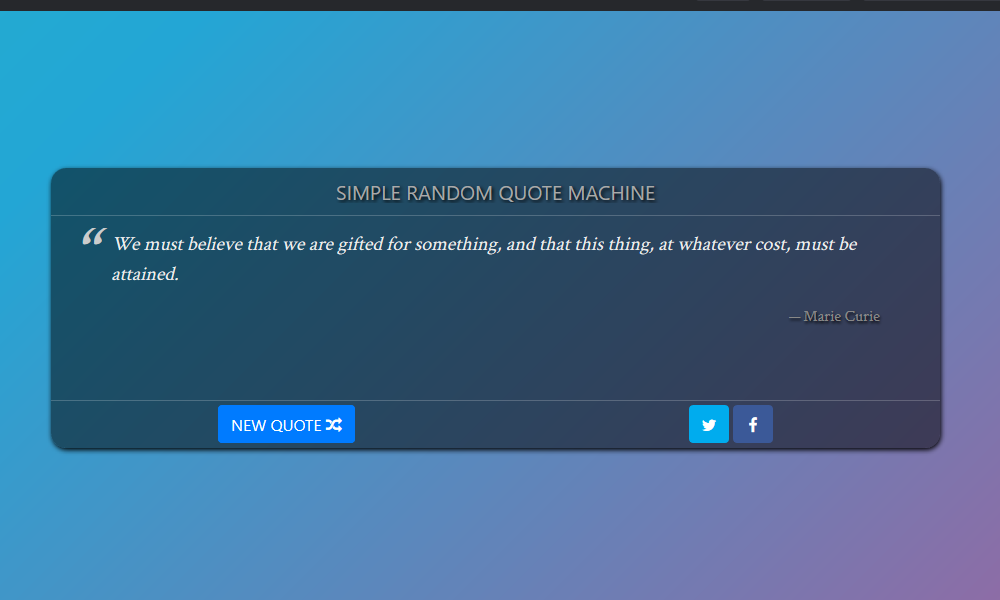 SIMPLE RANDOM QUOTE MACHINE
“ We must believe that we are gifted for something, and that this thing, at whatever cost, must be
attained.
— Marie Curie
NEW QUOTE